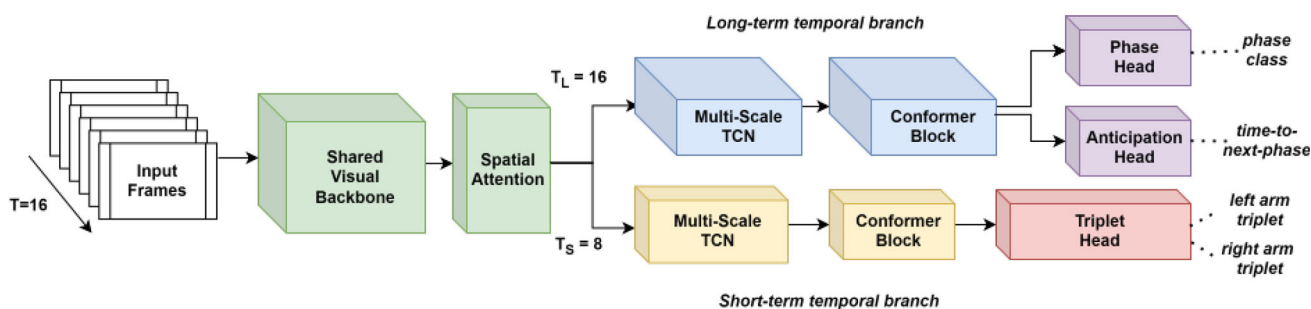 Long-term temporal branch
T=16
Input
Frames
Shared
Visual
Backbone
Spatial
Attention
T_L = 16
Multi-Scale
TCN
Conformer
Block
Phase
Head
phase
class
Anticipation
Head
time-to-
next-phase
T_S = 8
Multi-Scale
TCN
Conformer
Block
Triplet
Head
left arm
triplet
right arm
triplet
Short-term temporal branch